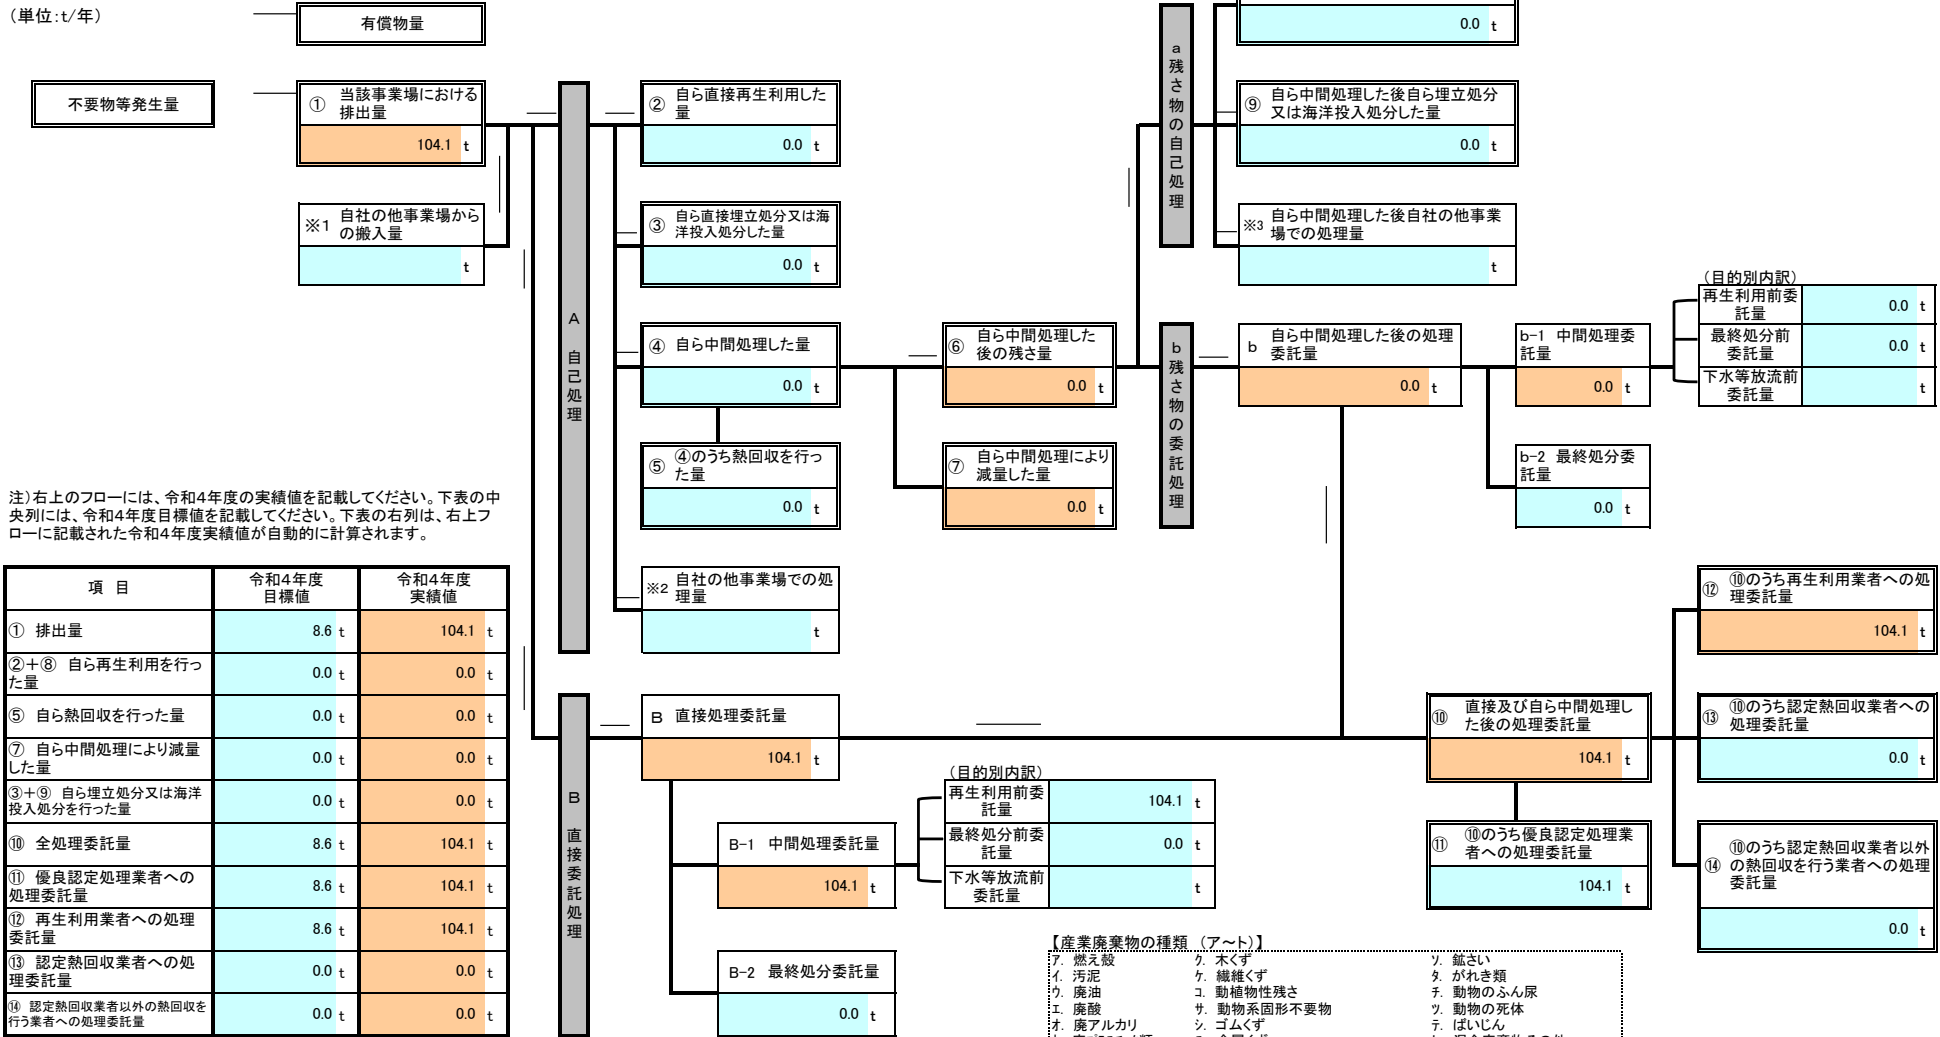 (単位:t/年)
有償物量
0.0 t
不要物等発生量
① 当該事業場における
排出量
104.1 t
※1 自社の他事業場から
の搬入量
t
A 自己処理
② 自ら直接再生利用した
量
0.0 t
③ 自ら直接埋立処分又は海
洋投入処分した量
0.0 t
④ 自ら中間処理した量
0.0 t
⑤ ④のうち熱回収を行っ
た量
0.0 t
※2 自社の他事業場での処
理量
t
⑥ 自ら中間処理した
後の残さ量
0.0 t
⑦ 自ら中間処理により
減量した量
0.0 t
a 残さ物の自己処理
⑨ 自ら中間処理した後自ら埋立処分
又は海洋投入処分した量
0.0 t
※3 自ら中間処理した後自社の他事業
場での処理量
t
b 残さ物の委託処理
b 自ら中間処理した後の処理
委託量
0.0 t
b-1 中間処理委
託量
0.0 t
b-2 最終処分委
託量
0.0 t
(目的別内訳)
再生利用前委
託量
0.0 t
最終処分前
委託量
0.0 t
下水等放流前
委託量
t
注)右上のフローには、令和4年度の実績値を記載してください。下表の中
央列には、令和4年度目標値を記載してください。下表の右列は、右上フ
ローに記載された令和4年度実績値が自動的に計算されます。
項 目 令和4年度
目標値 令和4年度
実績値
① 排出量 8.6 t 104.1 t
②+⑧ 自ら再生利用を行っ
た量 0.0 t 0.0 t
⑤ 自ら熱回収を行った量 0.0 t 0.0 t
⑦ 自ら中間処理により減量
した量 0.0 t 0.0 t
③+⑨ 自ら埋立処分又は海洋
投入処分を行った量 0.0 t 0.0 t
⑩ 全処理委託量 8.6 t 104.1 t
⑪ 優良認定処理業者への
処理委託量 8.6 t 104.1 t
⑫ 再生利用業者への処理
委託量 8.6 t 104.1 t
⑬ 認定熱回収業者への処
理委託量 0.0 t 0.0 t
⑭ 認定熱回収業者以外の熱回収を
行う業者への処理委託量 0.0 t 0.0 t
B 直接委託処理
B 直接処理委託量
104.1 t
B-1 中間処理委託量
104.1 t
B-2 最終処分委託量
0.0 t
(目的別内訳)
再生利用前委
託量
104.1 t
最終処分前委
託量
0.0 t
下水等放流前
委託量
t
⑩ 直接及び自ら中間処理し
た後の処理委託量
104.1 t
⑪ ⑩のうち優良認定処理業
者への処理委託量
104.1 t
⑫ ⑩のうち再生利用業者への処
理委託量
104.1 t
⑬ ⑩のうち認定熱回収業者への
処理委託量
0.0 t
⑭ ⑩のうち認定熱回収業者以外
の熱回収を行う業者への処理
委託量
0.0 t
【産業廃棄物の種類 (ア~ト)】
ア. 燃え殻 ク. 木くず ソ. 鉱さい
イ. 汚泥 ケ. 繊維くず タ. がれき類
ウ. 廃油 コ. 動植物性残さ チ. 動物のふん尿
エ. 廃酸 サ. 動物系固形不要物 ツ. 動物の死体
オ. 廃アルカリ シ. ゴムくず テ. ばいじん